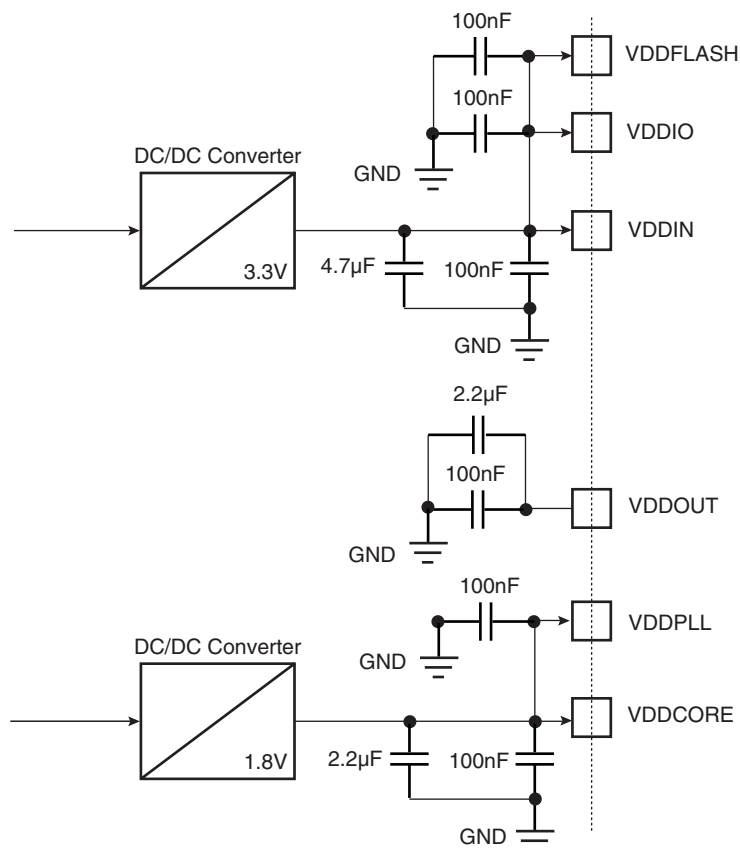 100nF
VDDFLASH
100nF
VDDIO
DC/DC Converter
GND
VDDIN
3.3V
4.7µF
100nF
GND
2.2µF
100nF
VDDOUT
GND
100nF
VDDPLL
DC/DC Converter
GND
VDDCORE
1.8V
2.2µF
100nF
GND